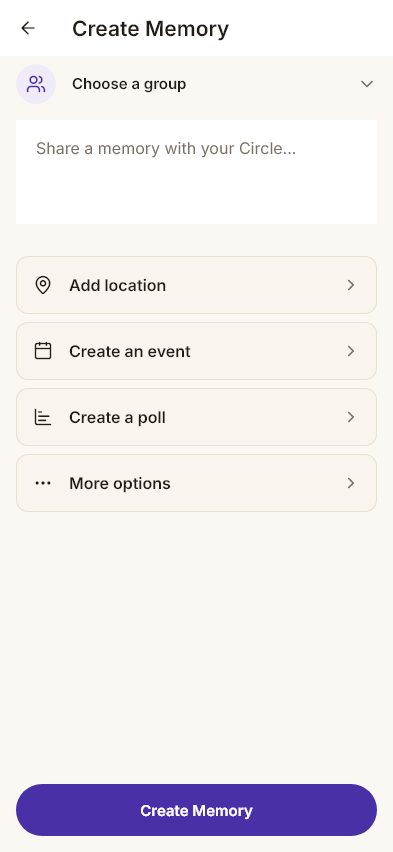 Create Memory
Choose a group
Share a memory with your Circle...
Add location
Create an event
Create a poll
More options
Create Memory